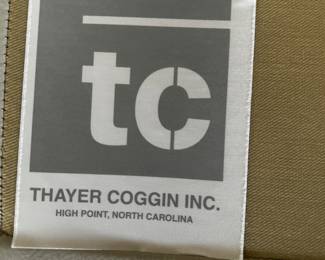 tc
THAYER COGGIN INC.
HIGH POINT, NORTH CAROLINA